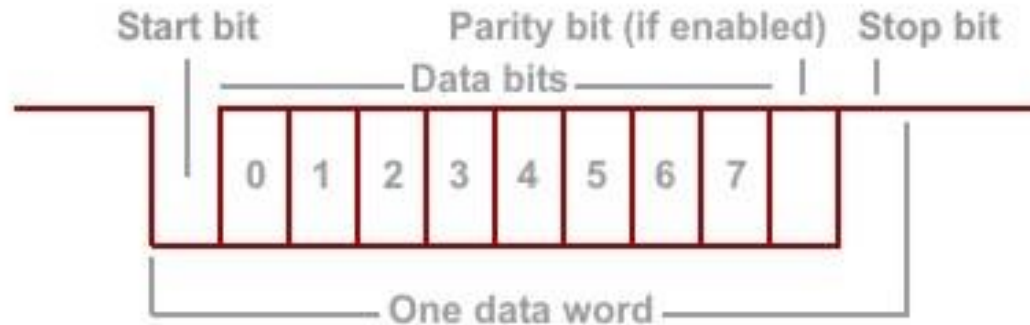 Start bit
Parity bit (if enabled)
Stop bit
Data bits
0 1 2 3 4 5 6 7
One data word